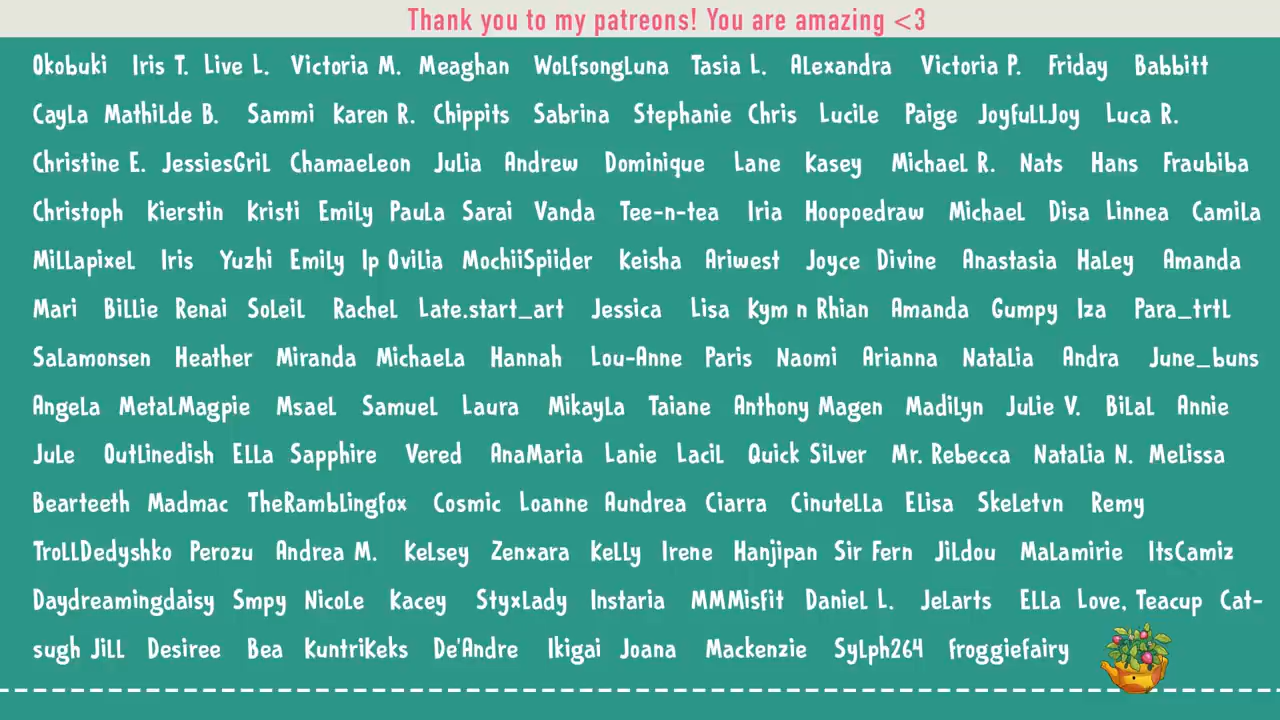 Thank you to my patreons! You are amazing <3
Okobuki Iris T. Live L. Victoria M. Meaghan WolfsongLuna Tasia L. Alexandra Victoria P. Friday Babbitt
Cayla Mathilde B. Sammi Karen R. Chippits Sabrina Stephanie Chris Lucile Paige JoyfullJoy Luca R.
Christine E. JessiesGril Chamaeleon Julia Andrew Dominique Lane Kasey Michael R. Nats Hans Fraubiba
Christoph Kierstin Kristi Emily Paula Sarai Vanda Tee-n-tea Iria Hoopoedraw Michael Disa Linnea Camila
Millapixel Iris Yuzhi Emily Ip Ovilia MochiiSpiider Keisha Ariwest Joyce Divine Anastasia Haley Amanda
Mari Billie Renai Soleil Rachel Late.start_art Jessica Lisa Kym n Rhian Amanda Gumpy Iza Para_trtl
Salamonsen Heather Miranda Michaela Hannah Lou-Anne Paris Naomi Arianna Natalia Andra June_buns
Angela MetalMagpie Msael Samuel Laura Mikayla Taiane Anthony Magen Madilyn Julie V. Bilal Annie
Jule Outlinedish Ella Sapphire Vered AnaMaria Lanie Lacil Quick Silver Mr. Rebecca Natalia N. Melissa
Bearteeth Madmac TheRamblingFox Cosmic Loanne Aundrea Ciarra Cinutella Elisa Skeletvn Remy
TrollDedyshko Perozu Andrea M. Kelsey Zenxara Kelly Irene Hanjipan Sir Fern Jildou Malamirie ItsCamiz
Daydreamingdaisy Smpy Nicole Kacey StyxLady Instaria MMMisfit Daniel L. Jelarts Ella Love, Teacup Cat-
sugh Jill Desiree Bea KuntriKeks De'Andre Ikigai Joana Mackenzie Sylph264 FroggieFairy